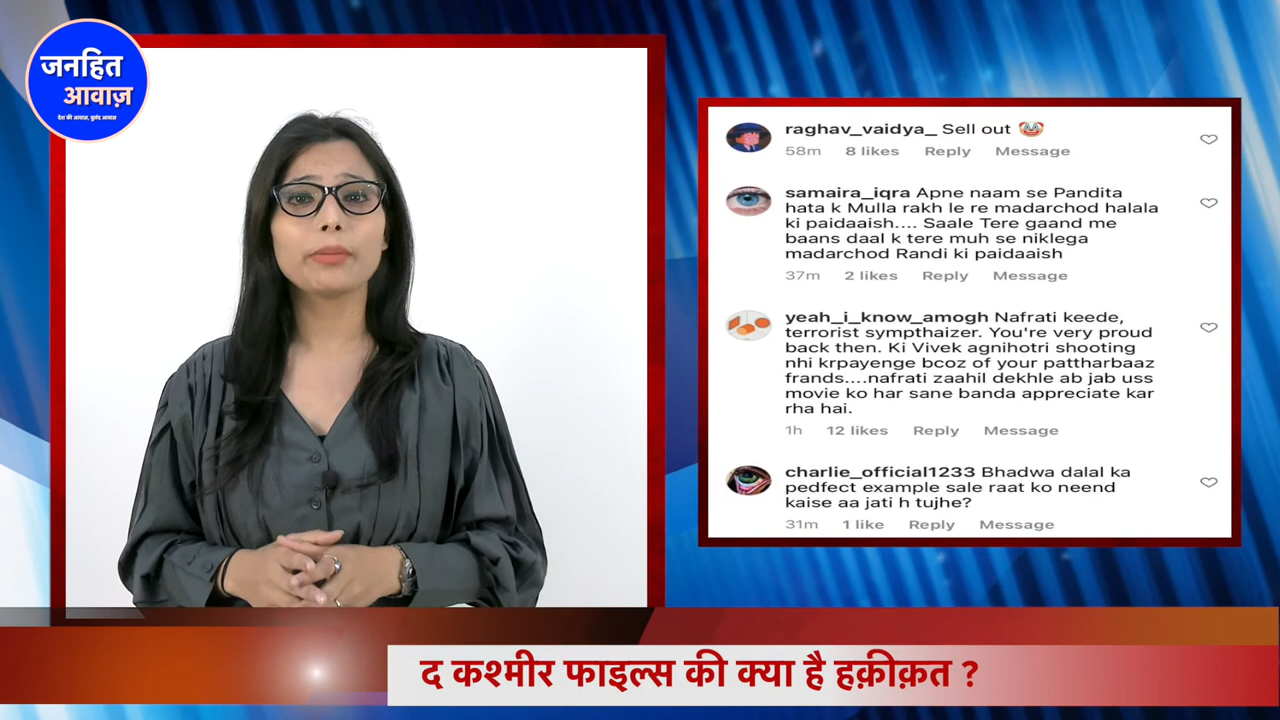 जनहित
आवाज़
देश की आवाज़, बुलंद आवाज़
raghav_vaidya_ Sell out 🤡
58m 8 likes Reply Message
samaira_iqra Apne naam se Pandita
hata k Mulla rakh le re madarchod halala
ki paidaaish.... Saale Tere gaand me
baans daal k tere muh se niklega
madarchod Randi ki paidaaish
37m 2 likes Reply Message
yeah_i_know_amogh Nafrati keede,
terrorist sympthaizer. You're very proud
back then. Ki Vivek agnihotri shooting
nhi krpayenge bcoz of your pattharbaaz
frands....nafrati zaahil dekhle ab jab uss
movie ko har sane banda appreciate kar
rha hai.
1h 12 likes Reply Message
charlie_official1233 Bhadwa dalal ka
pedfect example sale raat ko neend
kaise aa jati h tujhe?
31m 1 like Reply Message
द कश्मीर फाइल्स की क्या है हक़ीक़त ?